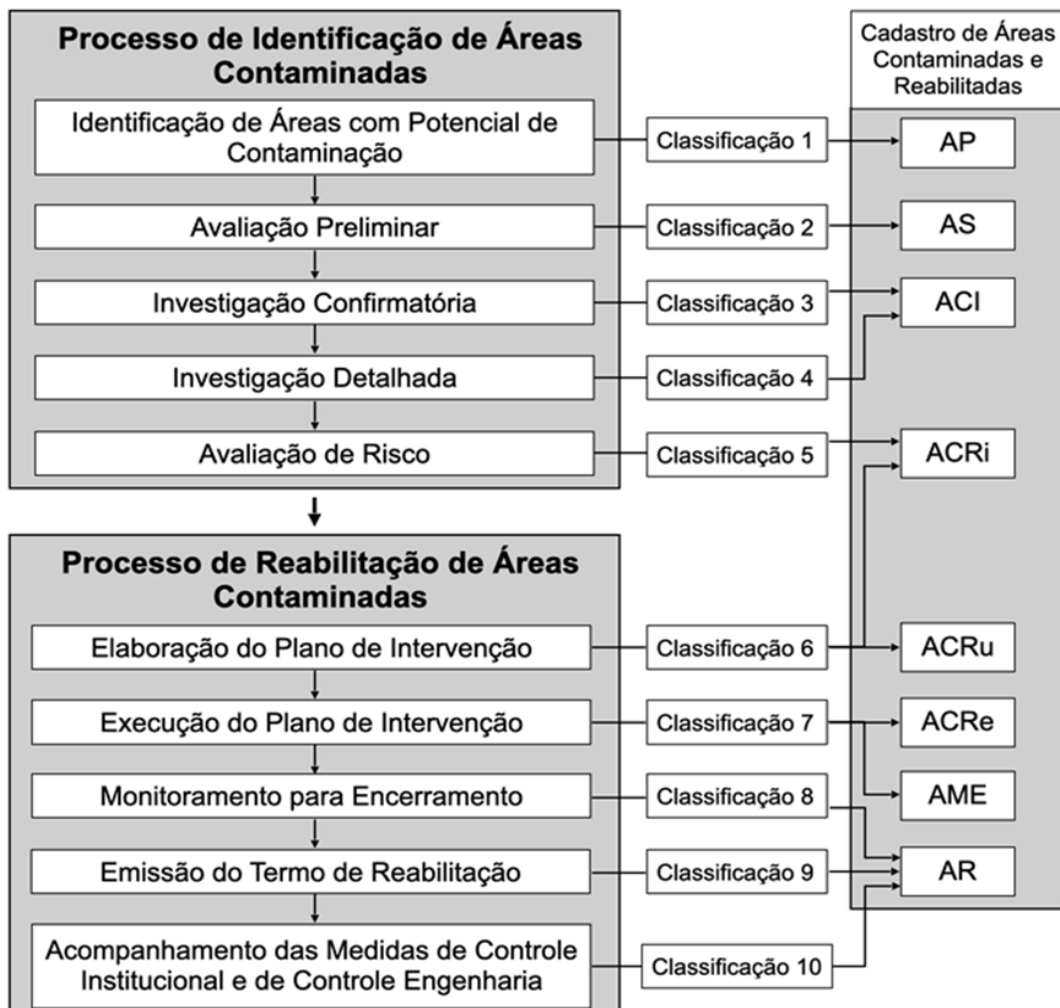 Processo de Identificação de Áreas
Contaminadas
Identificação de Áreas com Potencial de
Contaminação
Classificação 1
Avaliação Preliminar
Classificação 2
Investigação Confirmatória
Classificação 3
Investigação Detalhada
Classificação 4
Avaliação de Risco
Classificação 5
Processo de Reabilitação de Áreas
Contaminadas
Elaboração do Plano de Intervenção
Classificação 6
Execução do Plano de Intervenção
Classificação 7
Monitoramento para Encerramento
Classificação 8
Emissão do Termo de Reabilitação
Classificação 9
Acompanhamento das Medidas de Controle
Institucional e de Controle Engenharia
Classificação 10
Cadastro de Áreas
Contaminadas e
Reabilitadas
AP
AS
ACI
ACRi
ACRu
ACRe
AME
AR